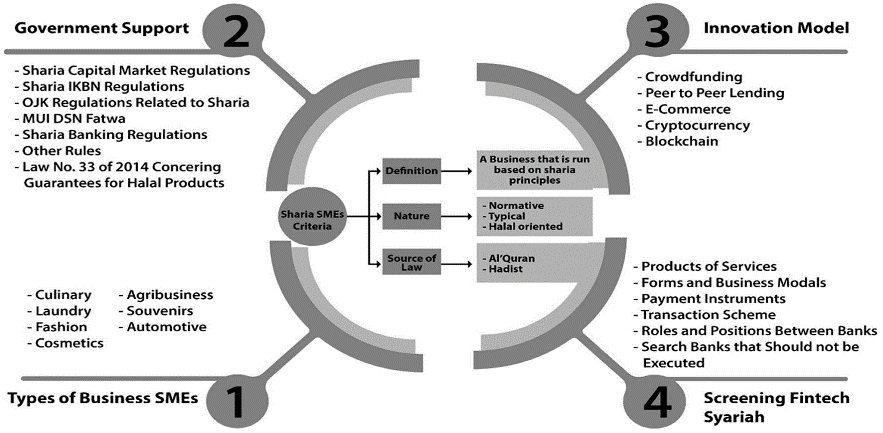 Government Support
2
- Sharia Capital Market Regulations
- Sharia IKBN Regulations
- OJK Regulations Related to Sharia
- MUI DSN Fatwa
- Sharia Banking Regulations
- Other Rules
- Law No. 33 of 2014 Concering
Guarantees for Halal Products
3
Innovation Model
- Crowdfunding
- Peer to Peer Lending
- E-Commerce
- Cryptocurrency
- Blockchain
Sharia SMEs
Criteria
Definition
A Business that is run
based on sharia
principles
Nature
- Normative
- Typical
- Halal oriented
Source of
Law
- Al'Quran
- Hadist
- Culinary
- Laundry
- Fashion
- Cosmetics
- Agribusiness
- Souvenirs
- Automotive
Types of Business SMEs
1
- Products of Services
- Forms and Business Modals
- Payment Instruments
- Transaction Scheme
- Roles and Positions Between Banks
- Search Banks that Should not be
Executed
4
Screening Fintech
Syariah